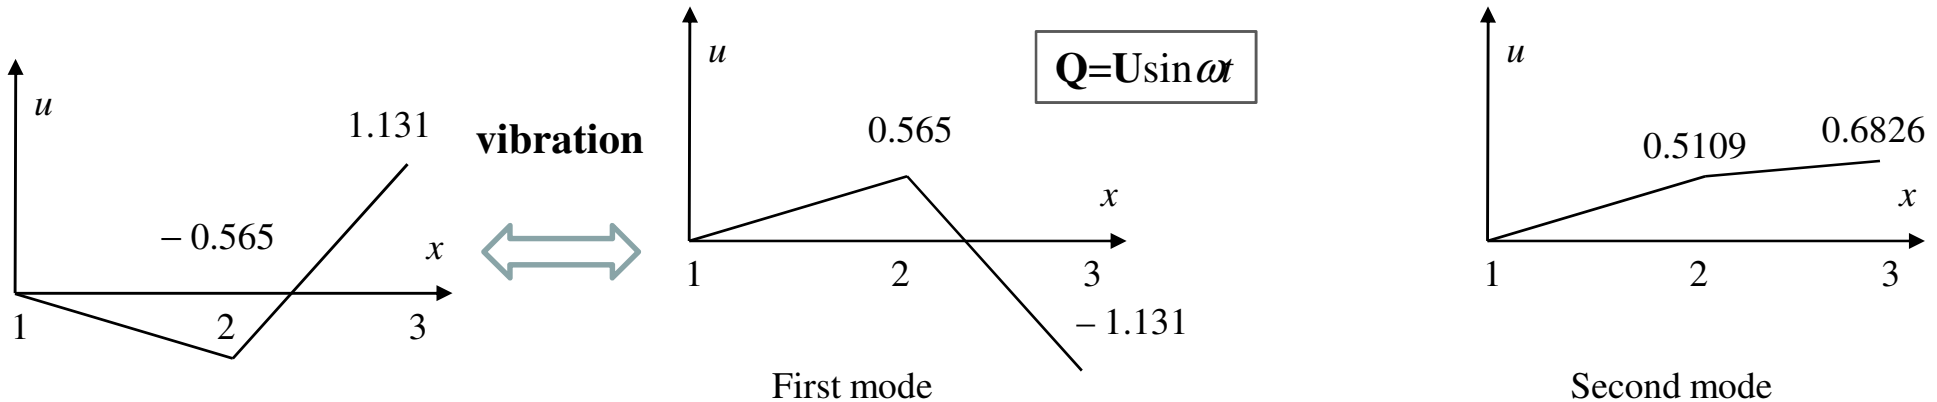 u
1.131
– 0.565
x
1
2
3
vibration
u
Q=Usinωt
0.565
x
1
2
3
– 1.131
First mode
u
0.5109
0.6826
x
1
2
3
Second mode